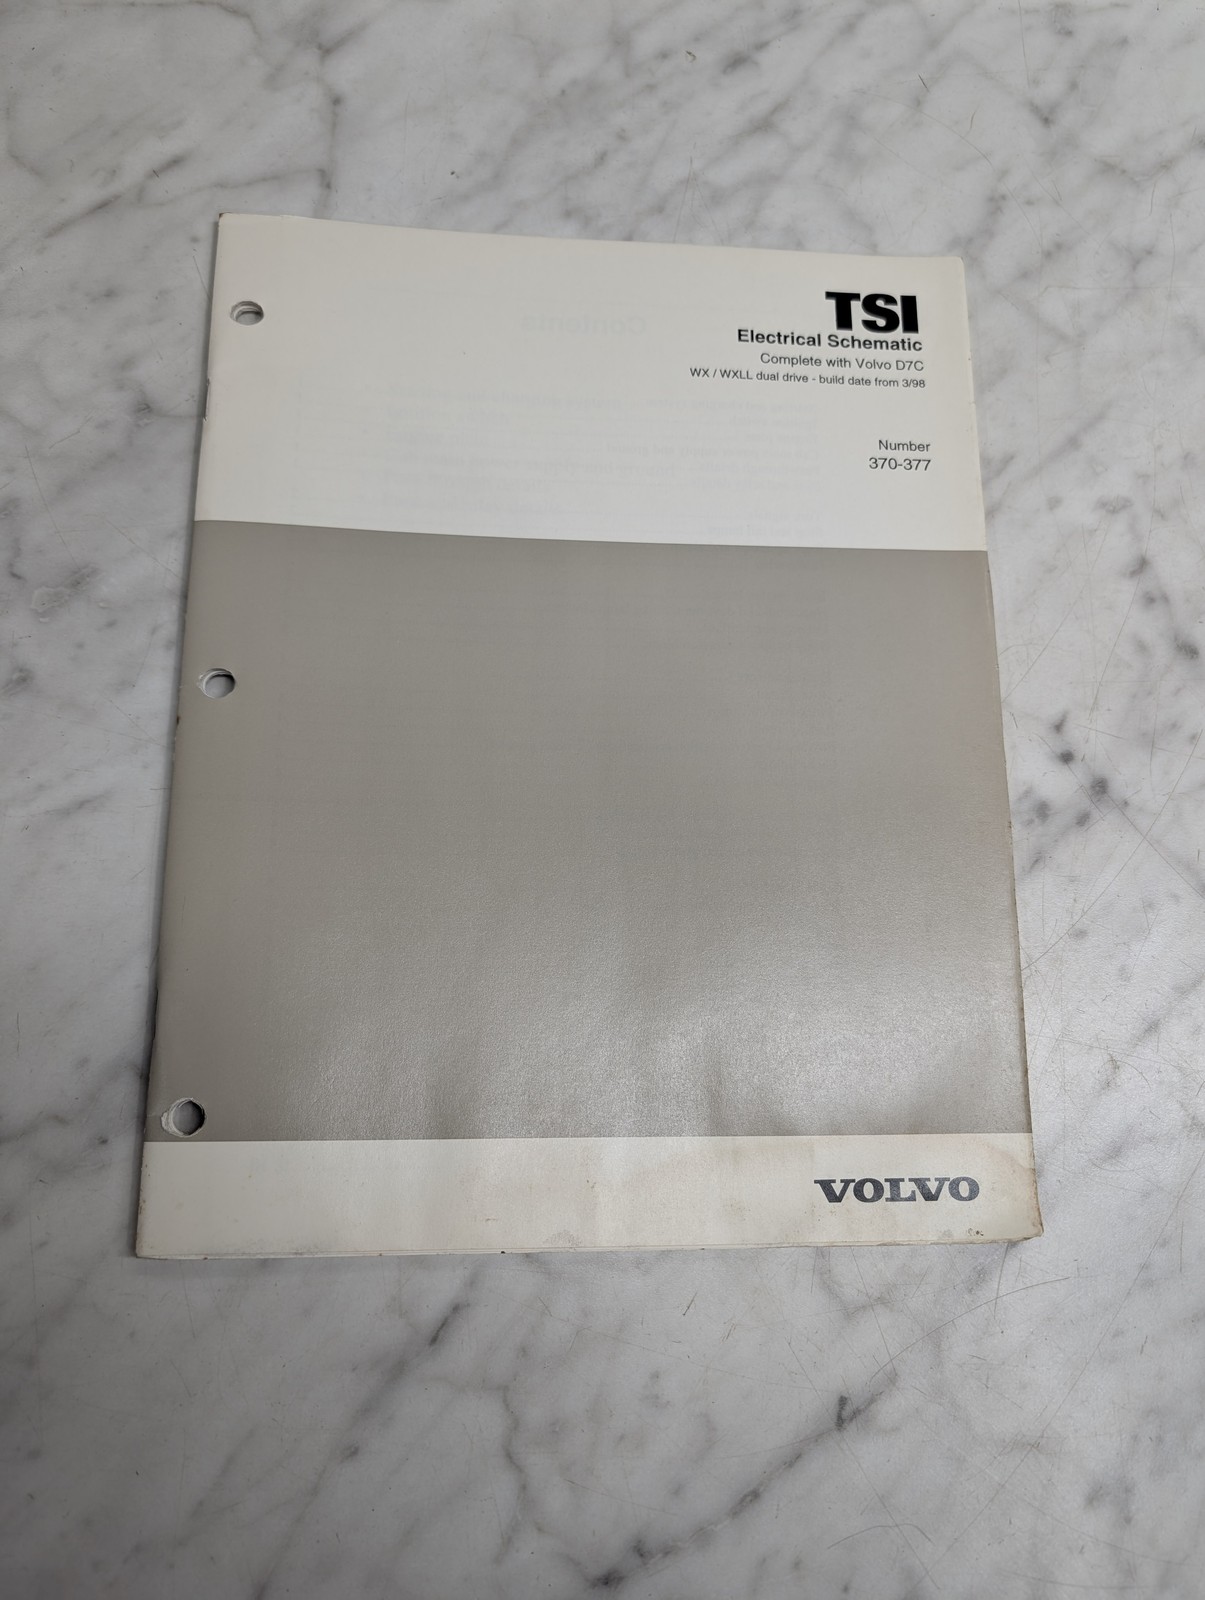 TSI
Electrical Schematic
Complete with Volvo D7C
WX / WXLL dual drive - build date from 3/98
Number
370-377
Contents
VOLVO